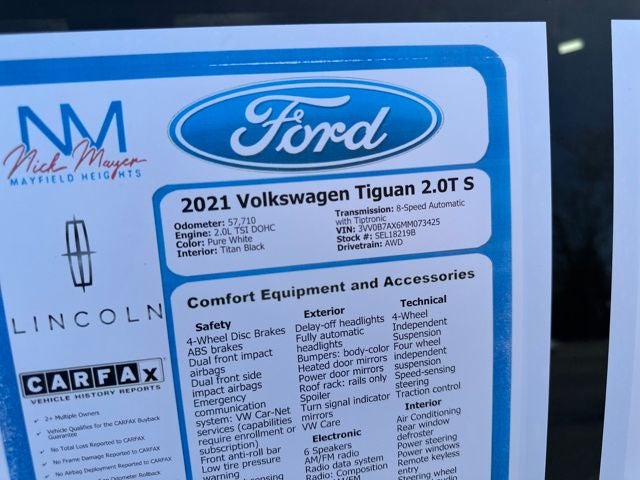 NM
Nick Mayer
MAYFIELD HEIGHTS
Ford
LINCOLN
CARFAX
VEHICLE HISTORY REPORTS
✓ 2+ Multiple Owners
✓ Vehicle Qualifies for the CARFAX Buyback
Guarantee
✓ No Total Loss Reported to CARFAX
✓ No Frame Damage Reported to CARFAX
✓ No Airbag Deployment Reported to CARFAX
Odometer Rollback
2021 Volkswagen Tiguan 2.0T S
Odometer: 57,710
Engine: 2.0L TSI DOHC
Color: Pure White
Interior: Titan Black
Transmission: 8-Speed Automatic
with Tiptronic
VIN: 3VV0B7AX6MM073425
Stock #: SEL18219B
Drivetrain: AWD
Comfort Equipment and Accessories
Safety
4-Wheel Disc Brakes
ABS brakes
Dual front impact
airbags
Dual front side
impact airbags
Emergency
communication
system: VW Car-Net
services (capabilities
require enrollment or
subscription)
Front anti-roll bar
Low tire pressure
warning
Exterior
Delay-off headlights
Fully automatic
headlights
Bumpers: body-color
Heated door mirrors
Power door mirrors
Roof rack: rails only
Spoiler
Turn signal indicator
mirrors
VW Care
Electronic
6 Speakers
AM/FM radio
Radio data system
Radio: Composition
Technical
4-Wheel
Independent
Suspension
Four wheel
independent
suspension
Speed-sensing
steering
Traction control
Interior
Air Conditioning
Rear window
defroster
Power steering
Power windows
Remote keyless
entry
Steering wheel